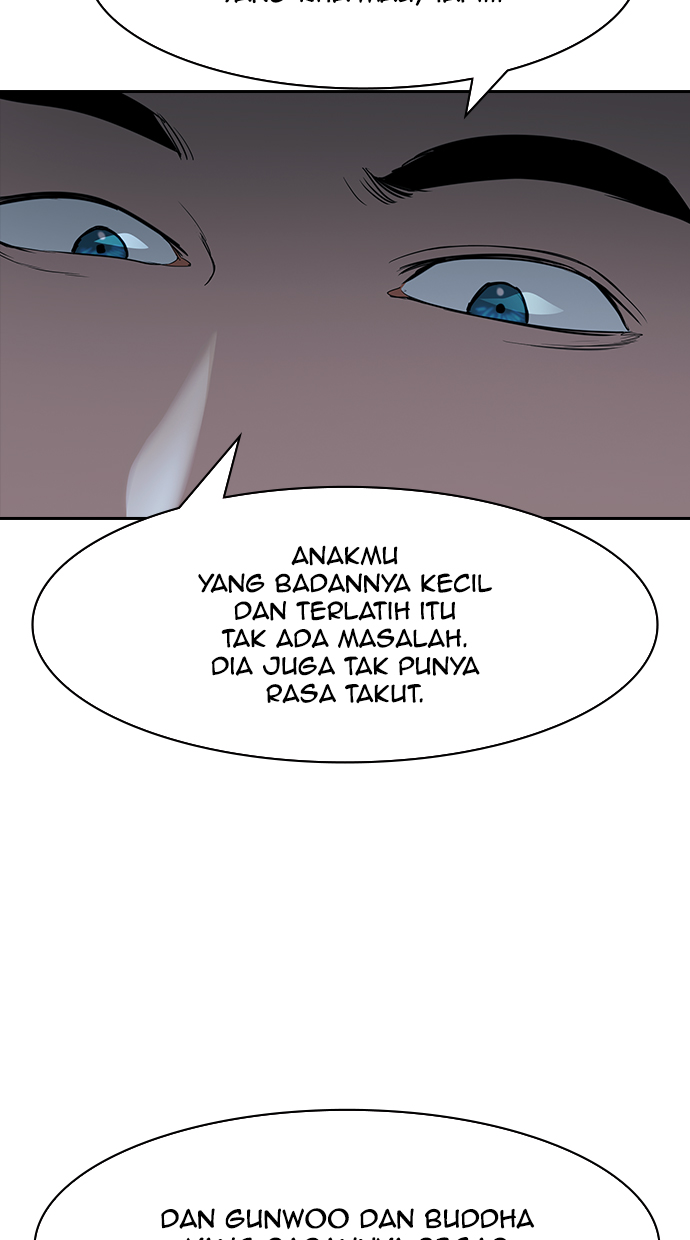 ANAKMU
YANG BADANNYA KECIL
DAN TERLATIH ITU
TAK ADA MASALAH.
DIA JUGA TAK PUNYA
RASA TAKUT.
DAN GUNWOO DAN BUDDHA